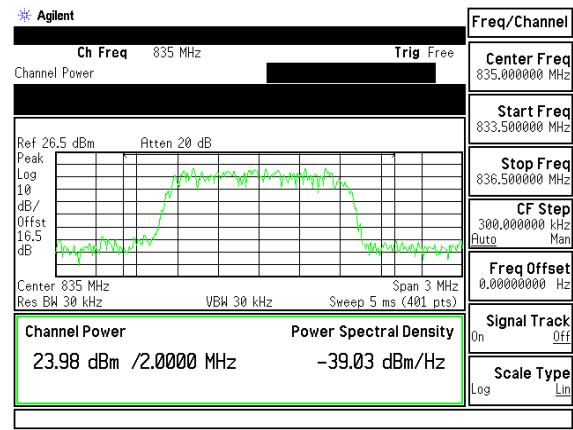 Agilent
Freq/Channel
Ch Freq 835 MHz Trig Free
Channel Power
Center Freq
835.000000 MHz
Start Freq
833.500000 MHz
Stop Freq
836.500000 MHz
CF Step
300.000000 kHz
Auto Man
Freq Offset
0.00000000 Hz
Signal Track
On Off
Scale Type
Log Lin
Ref 26.5 dBm Atten 20 dB
Peak
Log
10
dB/
Offst
16.5
dB
Center 835 MHz Span 3 MHz
Res BW 30 kHz VBW 30 kHz Sweep 5 ms (401 pts)
Channel Power Power Spectral Density
23.98 dBm /2.0000 MHz -39.03 dBm/Hz